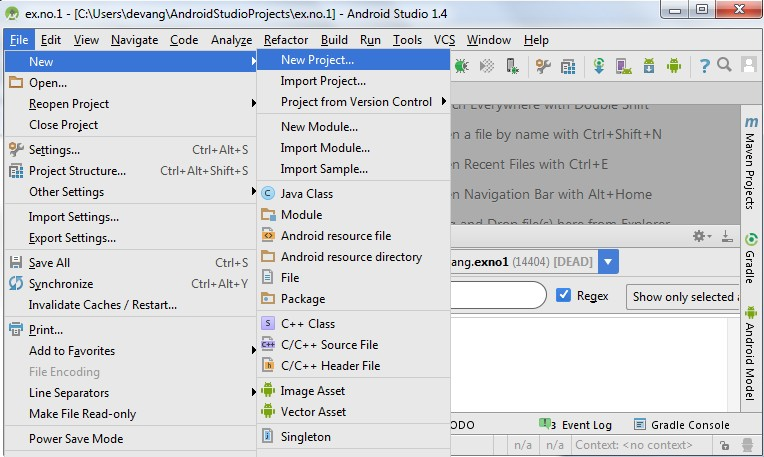 ex.no.1 - [C:\Users\devang\AndroidStudioProjects\ex.no.1] - Android Studio 1.4
File Edit View Navigate Code Analyze Refactor Build Run Tools VCS Window Help
New
Open...
Reopen Project
Close Project
Settings... Ctrl+Alt+S
Project Structure... Ctrl+Alt+Shift+S
Other Settings
Import Settings...
Export Settings...
Save All Ctrl+S
Synchronize Ctrl+Alt+Y
Invalidate Caches / Restart...
Print...
Add to Favorites
File Encoding
Line Separators
Make File Read-only
Power Save Mode
New Project...
Import Project...
Project from Version Control
New Module...
Import Module...
Import Sample...
Java Class
Module
Android resource file
Android resource directory
File
Package
C++ Class
C/C++ Source File
C/C++ Header File
Image Asset
Vector Asset
Singleton
ch Everywhere with Double Shift
en a file by name with Ctrl+Shift+N
en Recent Files with Ctrl+E
en Navigation Bar with Alt+Home
g and Drop file(s) here from Explorer
ang.exno1 (14404) [DEAD]
Regex
Show only selected a
Maven Projects
Gradle
Android Model
ODO
3 Event Log
Gradle Console
n/a n/a Context: <no context>